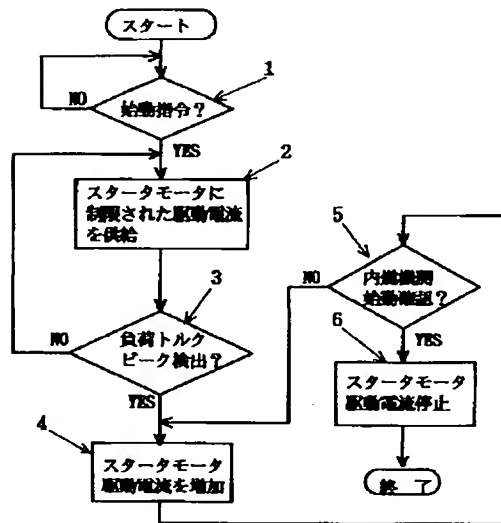 スタート
1
始動指令？
NO
YES
2
スタータモータに
制限された駆動電流
を供給
3
負荷トルク
ピーク検出？
NO
YES
4
スタータモータ
駆動電流を増加
5
内燃機関
始動確認？
NO
YES
6
スタータモータ
駆動電流停止
終 了